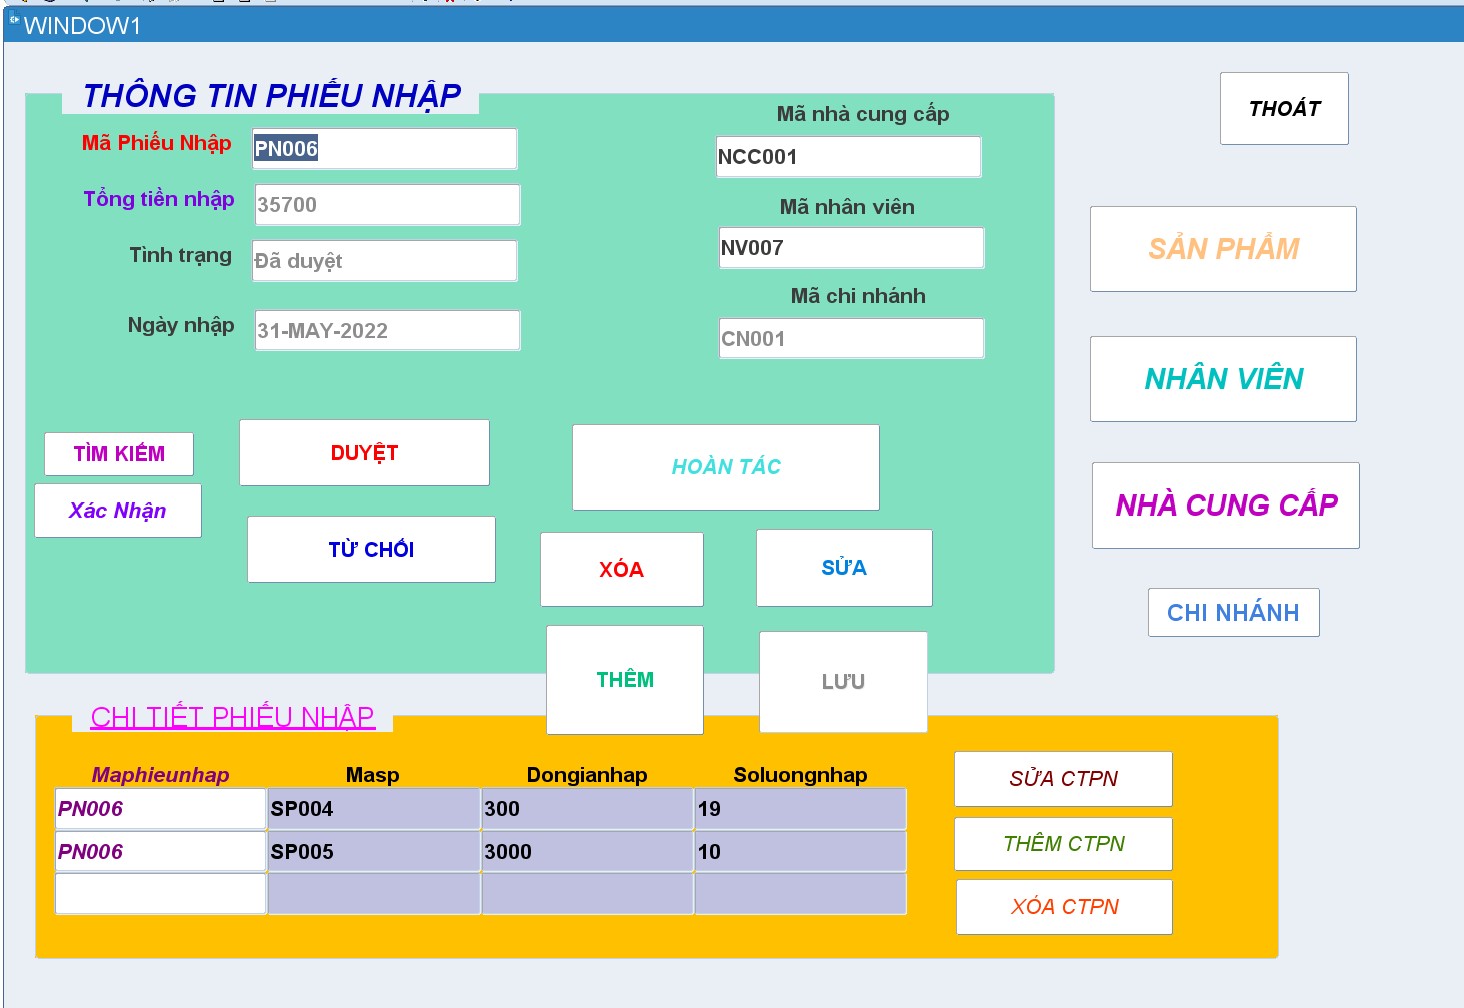 WINDOW1
THÔNG TIN PHIẾU NHẬP
Mã Phiếu Nhập
PN006
Tổng tiền nhập
35700
Tình trạng
Đã duyệt
Ngày nhập
31-MAY-2022
Mã nhà cung cấp
NCC001
Mã nhân viên
NV007
Mã chi nhánh
CN001
TÌM KIẾM
Xác Nhận
DUYỆT
TỪ CHỐI
HOÀN TÁC
XÓA
SỬA
THÊM
LƯU
THOÁT
SẢN PHẨM
NHÂN VIÊN
NHÀ CUNG CẤP
CHI NHÁNH
CHI TIẾT PHIẾU NHẬP
Maphieunhap Masp Dongianhap Soluongnhap
PN006 SP004 300 19
PN006 SP005 3000 10
SỬA CTPN
THÊM CTPN
XÓA CTPN